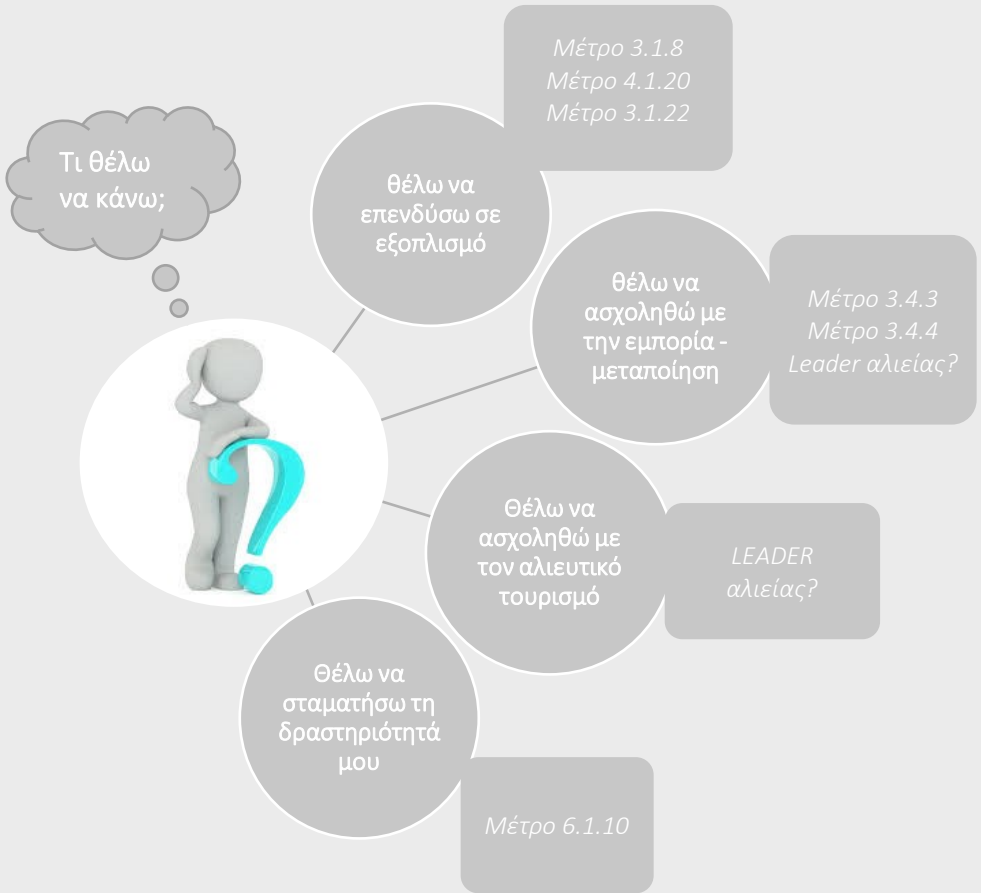 Τι θέλω
να κάνω;
θέλω να
επενδύσω σε
εξοπλισμό
Μέτρο 3.1.8
Μέτρο 4.1.20
Μέτρο 3.1.22
θέλω να
ασχοληθώ με
την εμπορία -
μεταποίηση
Μέτρο 3.4.3
Μέτρο 3.4.4
Leader αλιείας?
Θέλω να
ασχοληθώ με
τον αλιευτικό
τουρισμό
LEADER
αλιείας?
Θέλω να
σταματήσω τη
δραστηριότητά
μου
Μέτρο 6.1.10